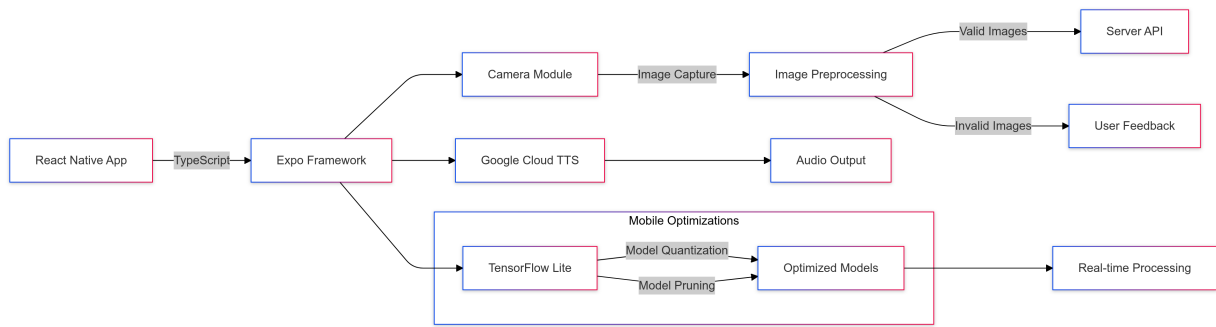 React Native App
TypeScript
Expo Framework
Camera Module
Image Capture
Image Preprocessing
Valid Images
Server API
Invalid Images
User Feedback
Google Cloud TTS
Audio Output
Mobile Optimizations
TensorFlow Lite
Model Quantization
Model Pruning
Optimized Models
Real-time Processing